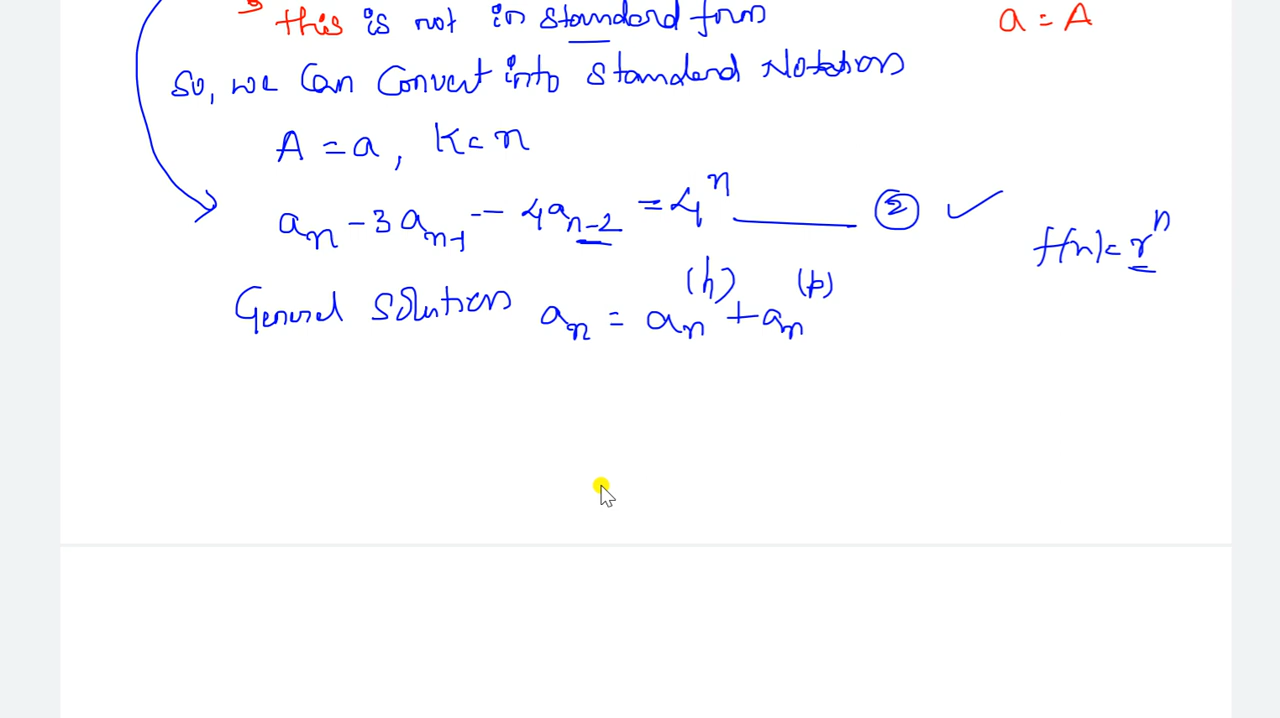 this is not in standard form
a = A
So, we Can Convert into Standard Notation
A = a, K = n
aₙ - 3aₙ₋₁ - 4aₙ₋₂ = 4ⁿ ——— ②
f(n) = rⁿ
General Solution aₙ = aₙ⁽ʰ⁾ + aₙ⁽ᵖ⁾